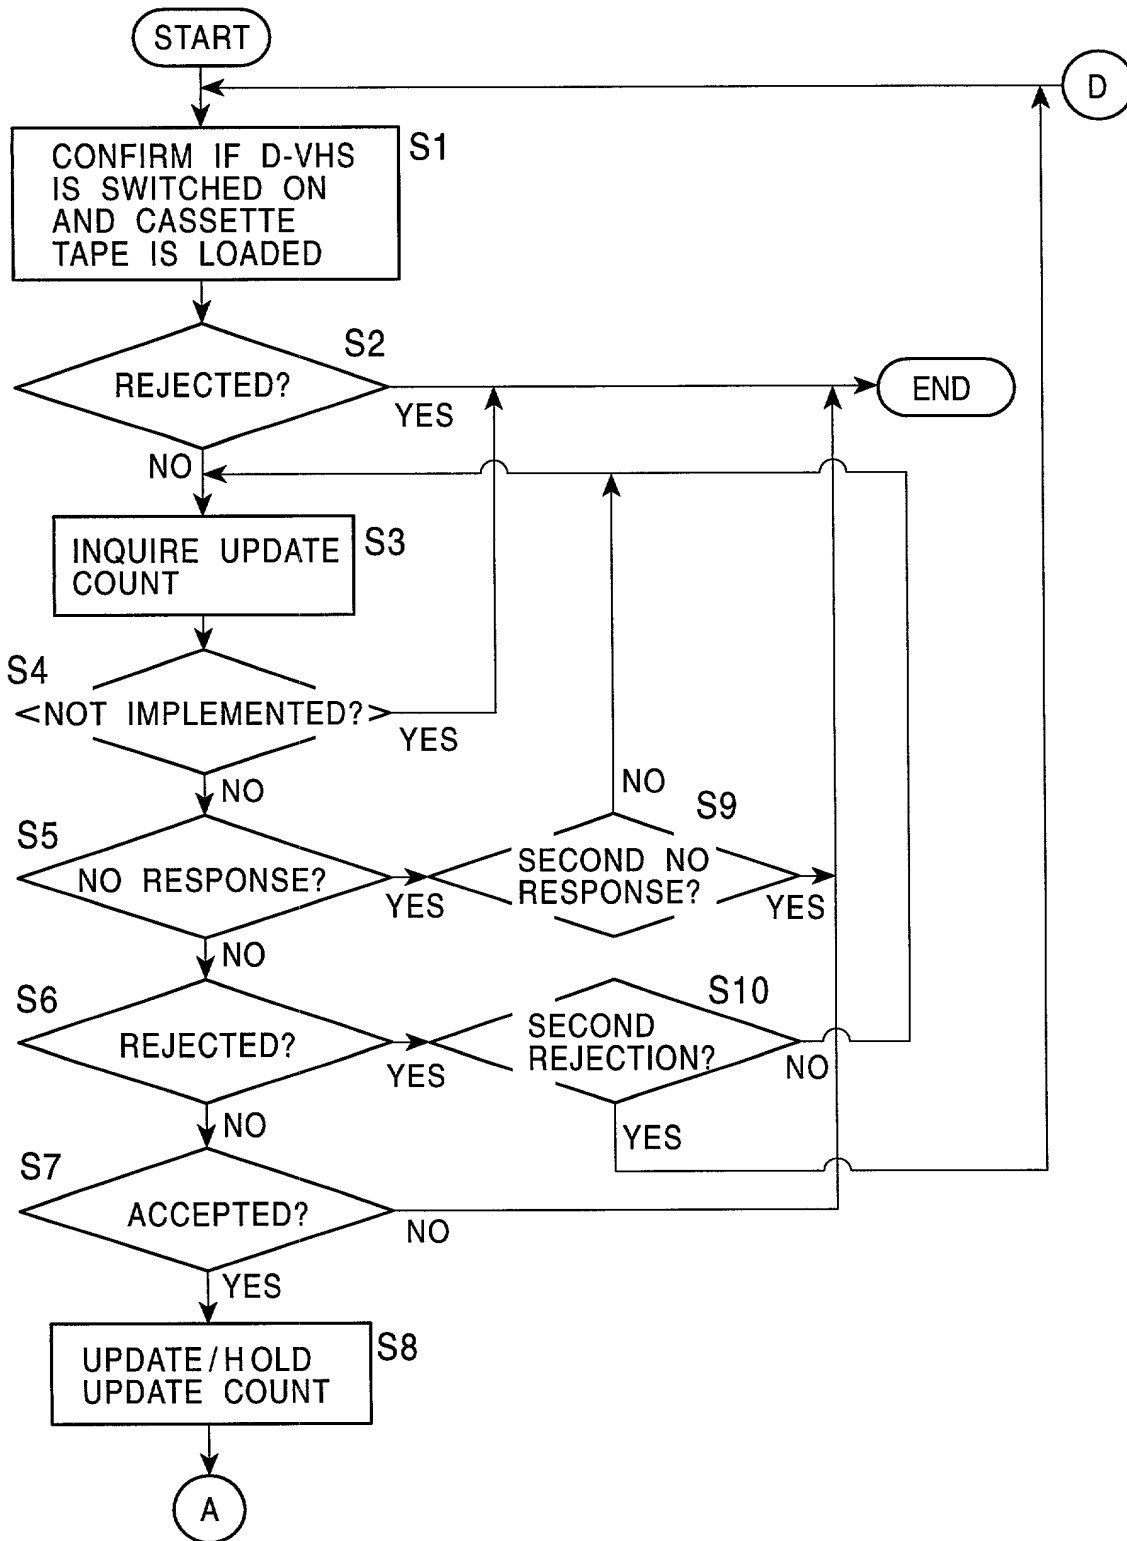 START
D
CONFIRM IF D-VHS
IS SWITCHED ON
AND CASSETTE
TAPE IS LOADED
S1
REJECTED?
S2
YES
END
NO
INQUIRE UPDATE
COUNT
S3
S4
NOT IMPLEMENTED?
YES
NO
S5
NO RESPONSE?
YES
NO
S9
SECOND NO
RESPONSE?
YES
NO
S6
REJECTED?
YES
S10
SECOND
REJECTION?
NO
YES
NO
S7
ACCEPTED?
NO
YES
UPDATE/HOLD
UPDATE COUNT
S8
A